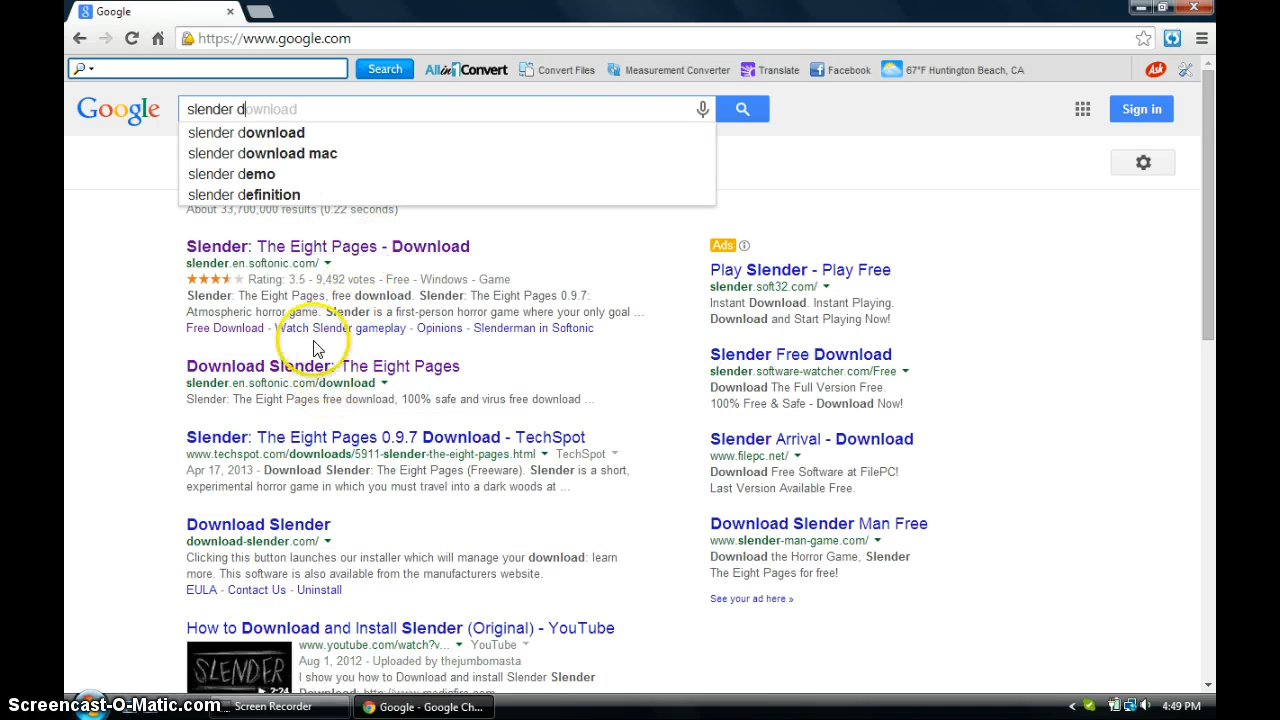 Google
https://www.google.com
Search
All in 1 Convert
Convert Files
Measurement Converter
Translate
Facebook
67°F Huntington Beach, CA
Ask
Google
slender download
Sign in
slender download
slender download mac
slender demo
slender definition
About 33,700,000 results (0.22 seconds)
Slender: The Eight Pages - Download
slender.en.softonic.com/
Rating: 3.5 - 9,492 votes - Free - Windows - Game
Slender: The Eight Pages, free download. Slender: The Eight Pages 0.9.7:
Atmospheric horror game. Slender is a first-person horror game where your only goal ...
Free Download - Watch Slender gameplay - Opinions - Slenderman in Softonic
Download Slender: The Eight Pages
slender.en.softonic.com/download
Slender: The Eight Pages free download, 100% safe and virus free download ...
Slender: The Eight Pages 0.9.7 Download - TechSpot
www.techspot.com/downloads/5911-slender-the-eight-pages.html TechSpot
Apr 17, 2013 - Download Slender: The Eight Pages (Freeware). Slender is a short,
experimental horror game in which you must travel into a dark woods at ...
Download Slender
download-slender.com/
Clicking this button launches our installer which will manage your download: learn
more. This software is also available from the manufacturers website.
EULA - Contact Us - Uninstall
How to Download and Install Slender (Original) - YouTube
www.youtube.com/watch?v... YouTube
Aug 1, 2012 - Uploaded by thejumbomasta
I show you how to Download and install Slender Slender
SLENDER
2:24
Ads
Play Slender - Play Free
slender.soft32.com/
Instant Download. Instant Playing.
Download and Start Playing Now!
Slender Free Download
slender.software-watcher.com/Free
Download The Full Version Free.
100% Free & Safe - Download Now!
Slender Arrival - Download
www.filepc.net/
Download Free Software at FilePC!
Last Version Available Free.
Download Slender Man Free
www.slender-man-game.com/
Download the Horror Game, Slender
The Eight Pages for free!
See your ad here »
Screencast-O-Matic.com
Screen Recorder
Google - Google Ch...
4:49 PM